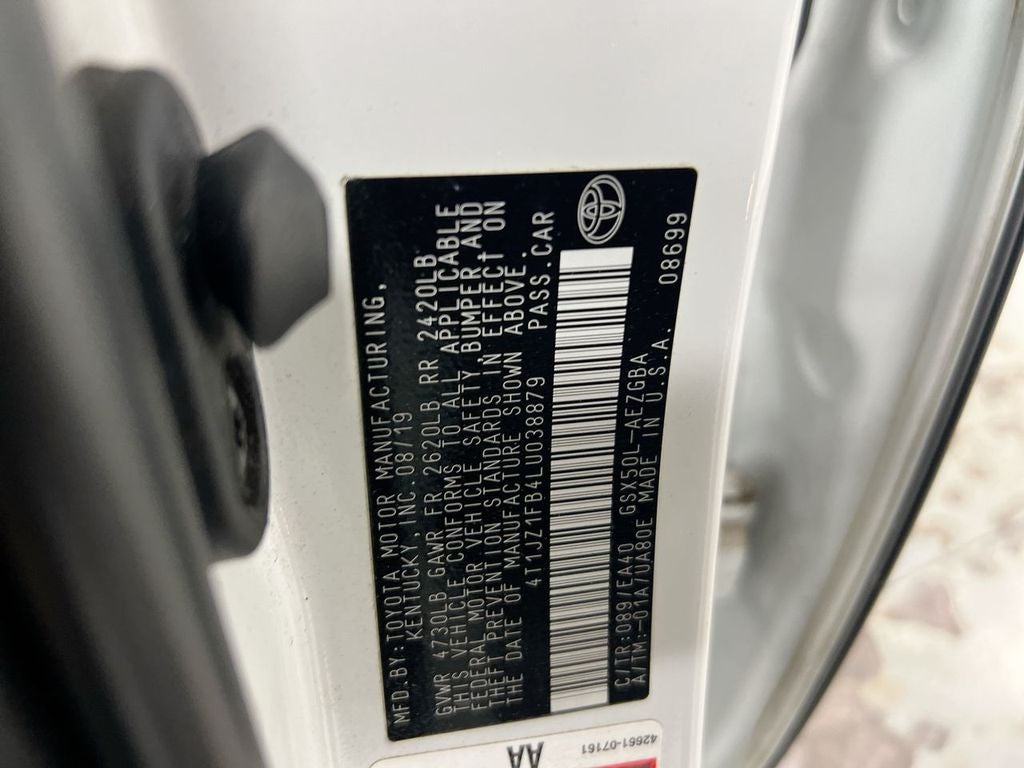 MFD.BY:TOYOTA MOTOR MANUFACTURING,
KENTUCKY,INC.08/19
GVWR 4730LB GAWR FR 2620LB RR 2420LB
THIS VEHICLE CONFORMS TO ALL APPLICABLE
FEDERAL MOTOR VEHICLE SAFETY BUMPER,AND
THEFT PREVENTION STANDARDS IN EFFECT ON
THE DATE OF MANUFACTURE SHOWN ABOVE.
4T1JZ1FB4LU038879 PASS.CAR
C/TR:089/EA40 GSX50L-AEZGBA
A/TM:-01A/UA80E MADE IN U.S.A. 08699
42661-07161
AA